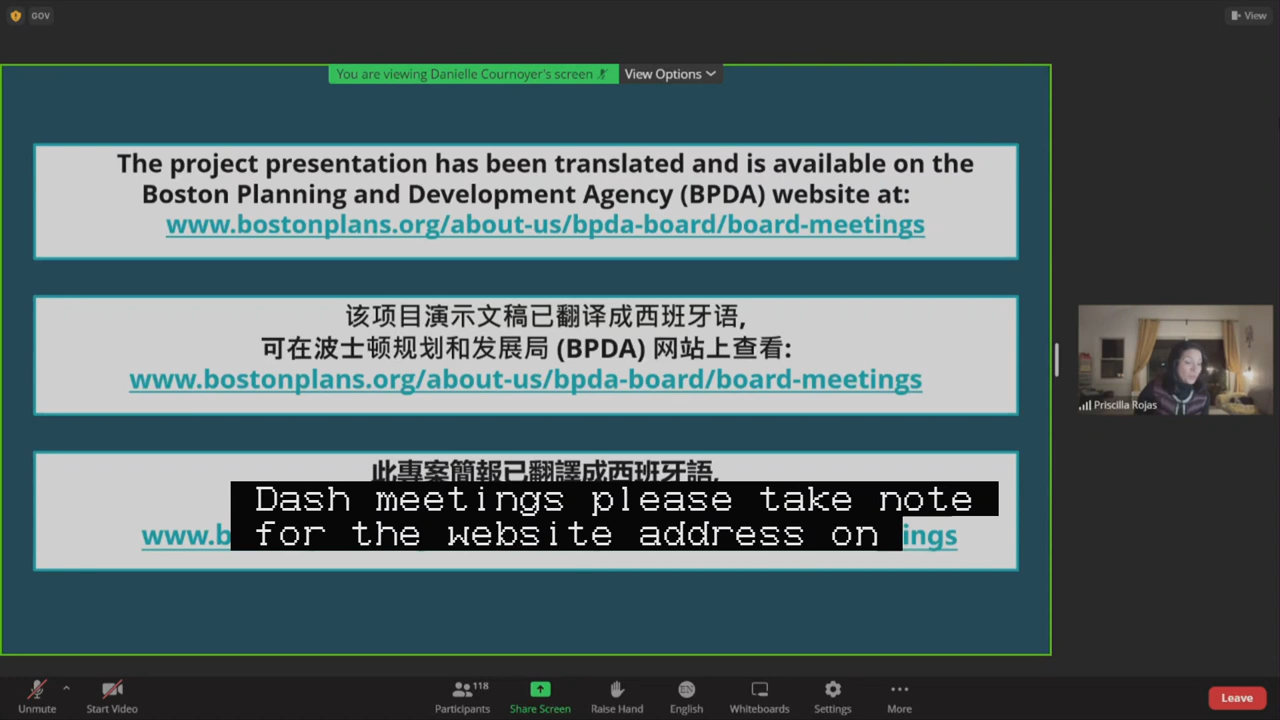 GOV
View
You are viewing Danielle Cournoyer's screen
View Options
The project presentation has been translated and is available on the
Boston Planning and Development Agency (BPDA) website at:
www.bostonplans.org/about-us/bpda-board/board-meetings
该项目演示文稿已翻译成西班牙语,
可在波士顿规划和发展局 (BPDA) 网站上查看:
www.bostonplans.org/about-us/bpda-board/board-meetings
此專案簡報已翻譯成西班牙語,
Dash meetings please take note
for the website address on
www.b
ings
Priscilla Rojas
Unmute
Start Video
Participants
118
Share Screen
Raise Hand
EN
English
Whiteboards
Settings
More
Leave